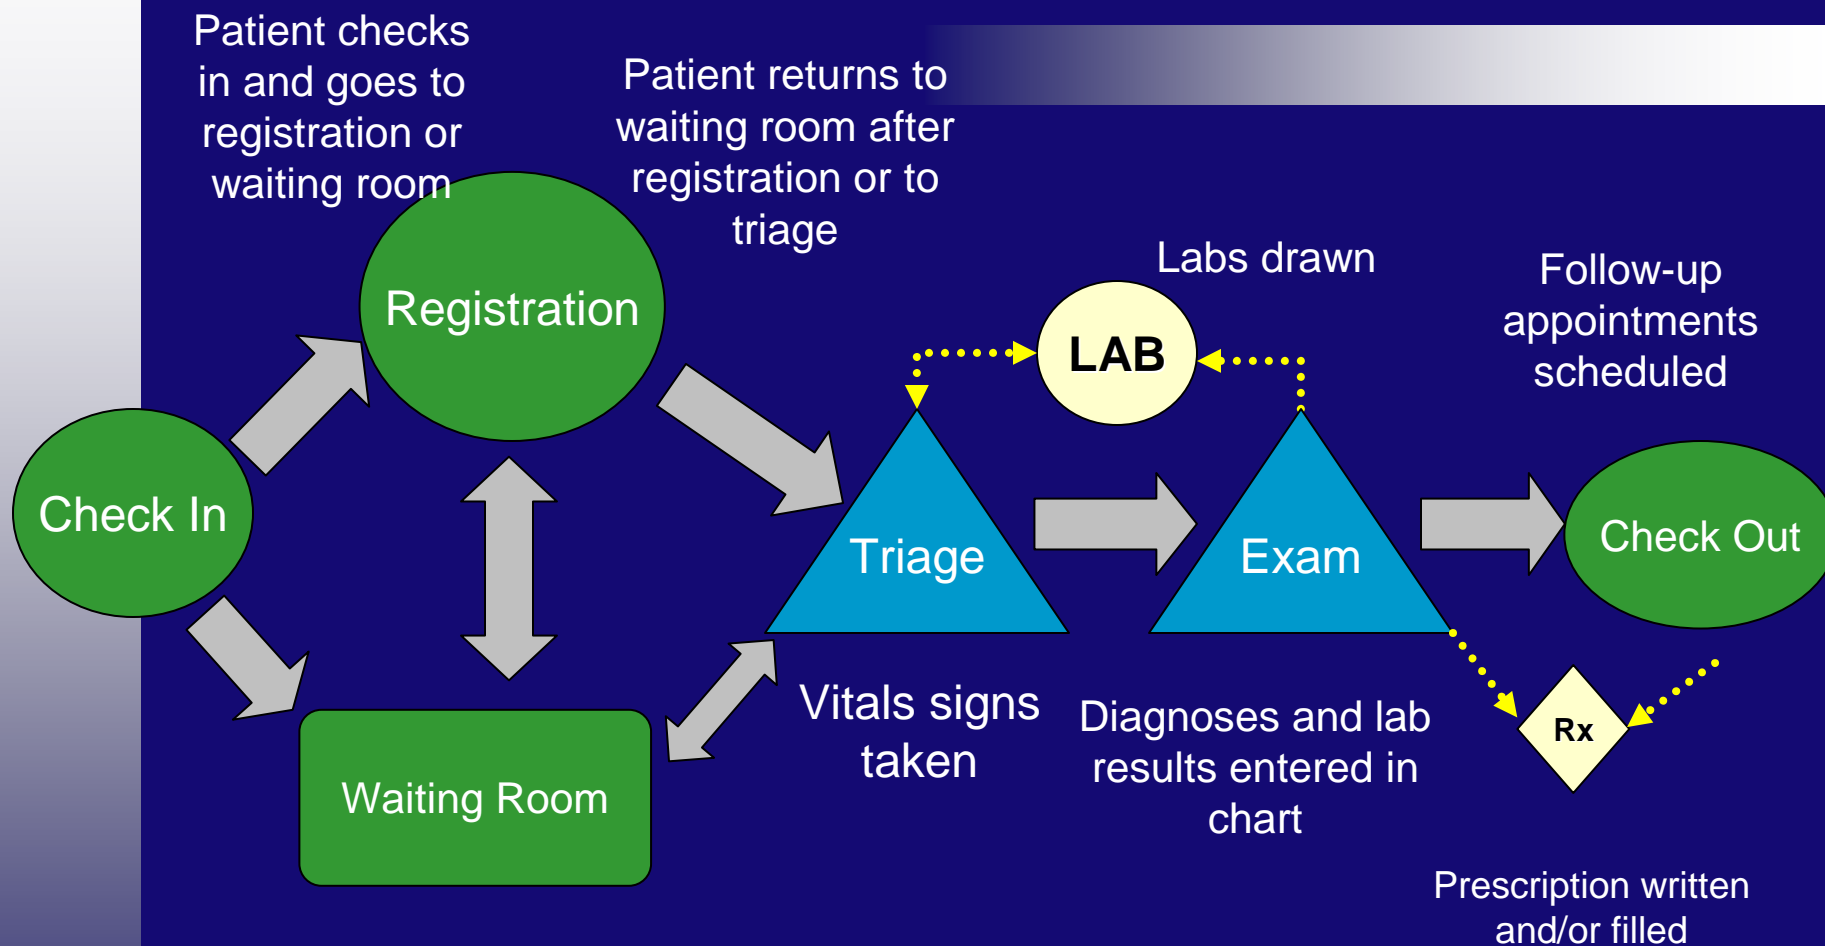 Patient checks
in and goes to
registration or
waiting room
Patient returns to
waiting room after
registration or to
triage
Labs drawn
Follow-up
appointments
scheduled
Registration
LAB
Check In
Triage
Exam
Check Out
Waiting Room
Vitals signs
taken
Diagnoses and lab
results entered in
chart
Rx
Prescription written
and/or filled